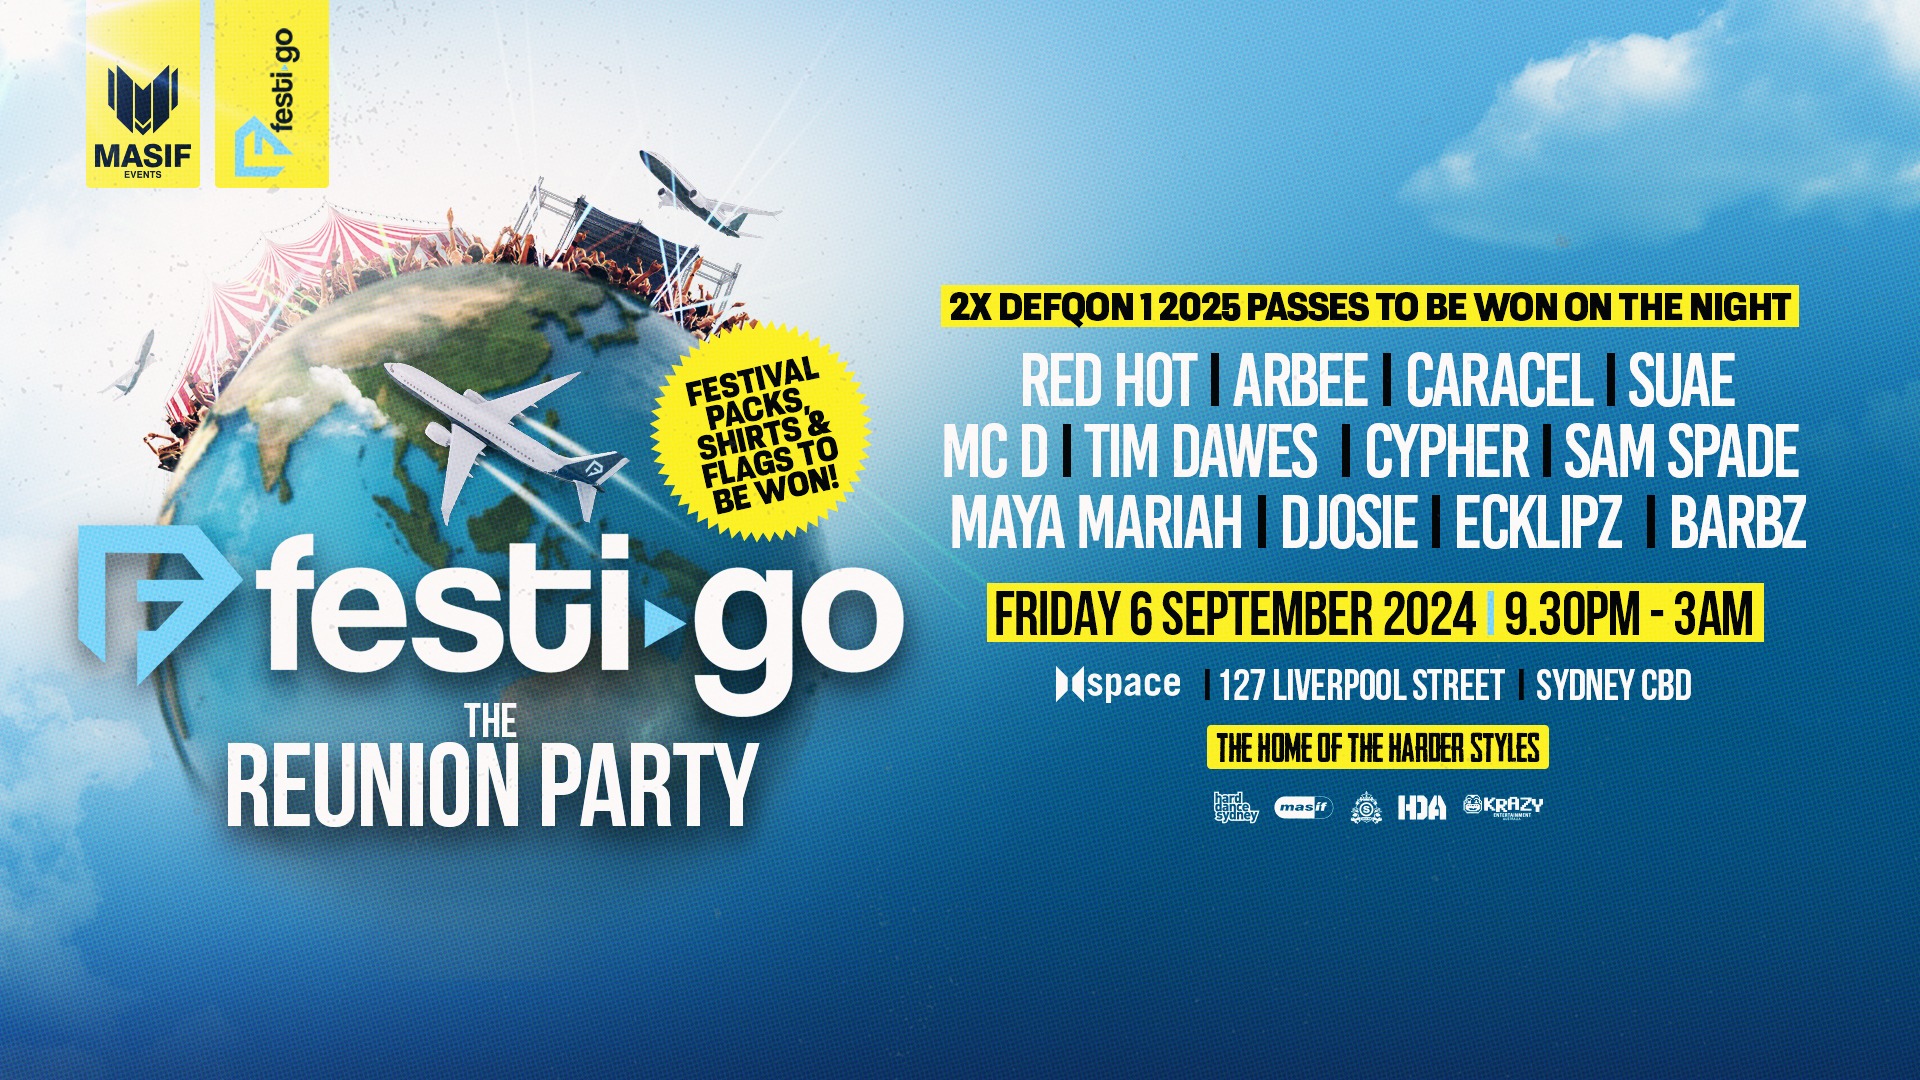 MASIF
EVENTS
festi go
FESTIVAL
PACKS,
SHIRTS &
FLAGS TO
BE WON!
festi go
THE
REUNION PARTY
2X DEFQON 1 2025 PASSES TO BE WON ON THE NIGHT
RED HOT | ARBEE | CARACEL | SUAE
MC D | TIM DAWES | CYPHER | SAM SPADE
MAYA MARIAH | DJOSIE | ECKLIPZ | BARBZ
FRIDAY 6 SEPTEMBER 2024 | 9.30PM - 3AM
space | 127 LIVERPOOL STREET | SYDNEY CBD
THE HOME OF THE HARDER STYLES
hard
dance
sydney
masif
S
HDA
KRAZY
ENTERTAINMENT
AUSTRALIA